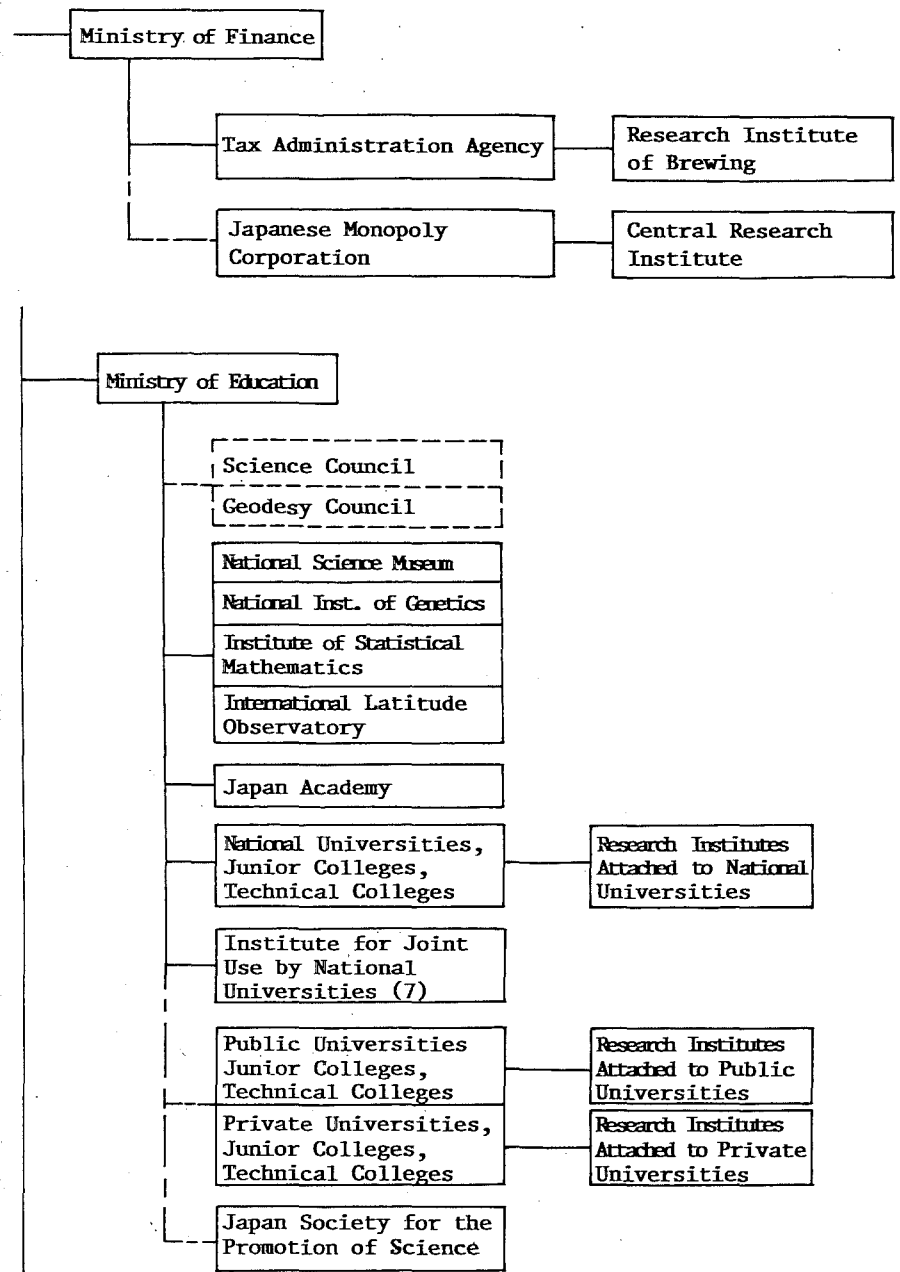 Ministry of Finance
Tax Administration Agency
Research Institute
of Brewing
Japanese Monopoly
Corporation
Central Research
Institute
Ministry of Education
Science Council
Geodesy Council
National Science Museum
National Inst. of Genetics
Institute of Statistical
Mathematics
International Latitude
Observatory
Japan Academy
National Universities,
Junior Colleges,
Technical Colleges
Research Institutes
Attached to National
Universities
Institute for Joint
Use by National
Universities (7)
Public Universities
Junior Colleges,
Technical Colleges
Research Institutes
Attached to Public
Universities
Private Universities,
Junior Colleges,
Technical Colleges
Research Institutes
Attached to Private
Universities
Japan Society for the
Promotion of Science